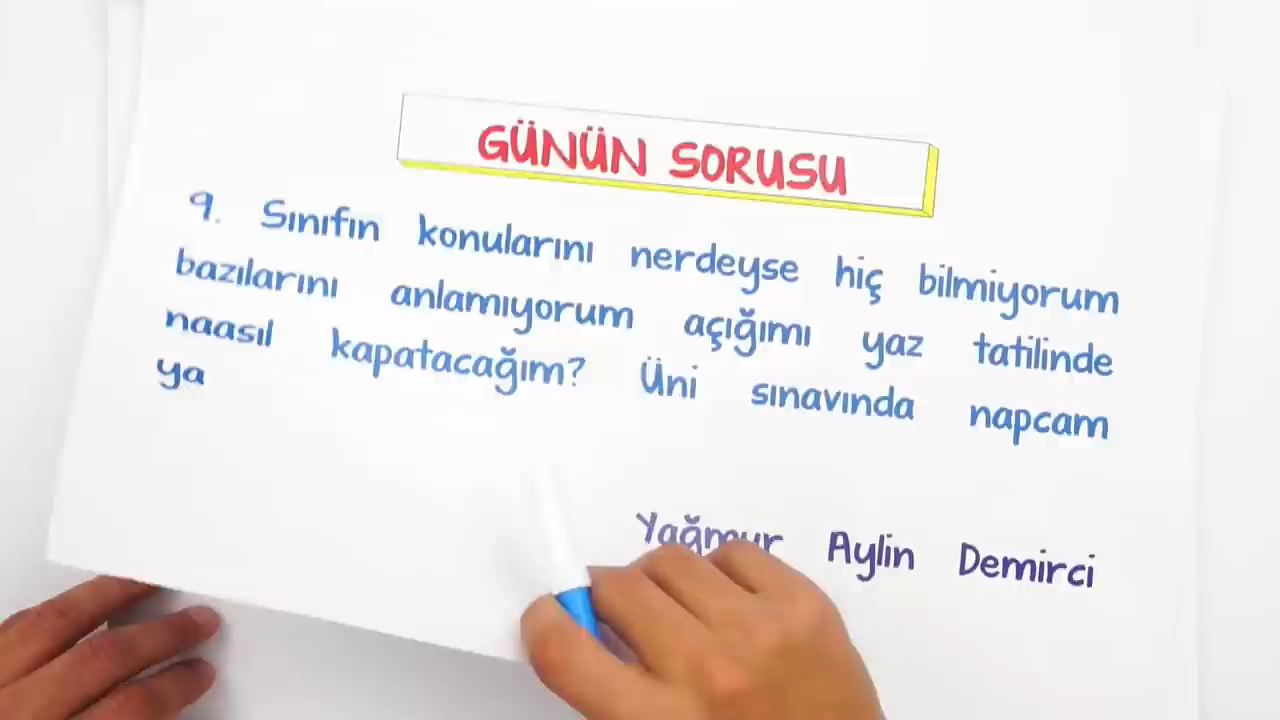 GÜNÜN SORUSU
9. Sınıfın konularını nerdeyse hiç bilmiyorum
bazılarını anlamıyorum açığımı yaz tatilinde
naasıl kapatacağım? Üni sınavında napcam
ya
Yağmur Aylin Demirci